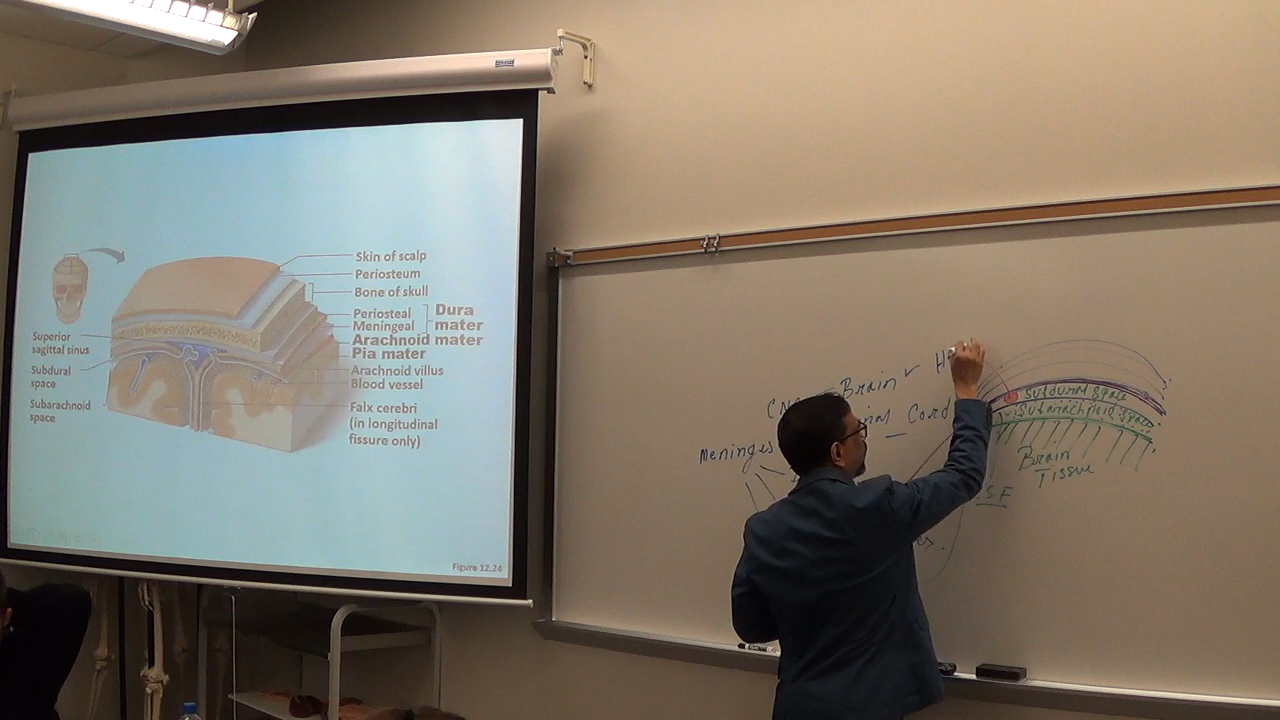 Skin of scalp
Periosteum
Bone of skull
Periosteal
Meningeal
Dura
mater
Arachnoid mater
Pia mater
Arachnoid villus
Blood vessel
Falx cerebri
(in longitudinal
fissure only)
Superior
sagittal sinus
Subdural
space
Subarachnoid
space
Figure 12.24
Brain
Cord
Meninges
Subdural space
Subarachnoid space
Brain
Tissue